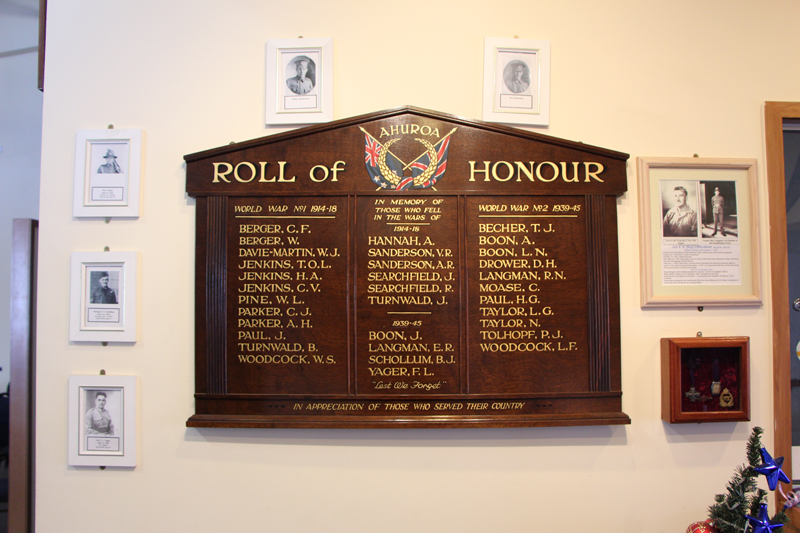 AHUROA
ROLL of HONOUR
WORLD WAR No1 1914-18
BERGER, C.F.
BERGER, W.
DAVIE-MARTIN, W.J.
JENKINS, T.O.L.
JENKINS, H.A.
JENKINS, C.V.
PINE, W.L.
PARKER, C.J.
PARKER, A.H.
PAUL, J.
TURNWALD, B.
WOODCOCK, W.S.
IN MEMORY OF
THOSE WHO FELL
IN THE WARS OF
1914-18
HANNAH, A.
SANDERSON, V.R.
SANDERSON, A.R.
SEARCHFIELD, J.
SEARCHFIELD, R.
TURNWALD, J.
1939-45
BOON, J.
LANGMAN, E.R.
SCHOLLUM, B.J.
YAGER, F.L.
"Lest We Forget"
WORLD WAR No2 1939-45
BECHER, T.J.
BOON, A.
BOON, L.N.
DROWER, D.H.
LANGMAN, R.N.
MOASE, C.
PAUL, H.G.
TAYLOR, L.G.
TAYLOR, N.
TOLHOPF, P.J.
WOODCOCK, L.F.
IN APPRECIATION OF THOSE WHO SERVED THEIR COUNTRY